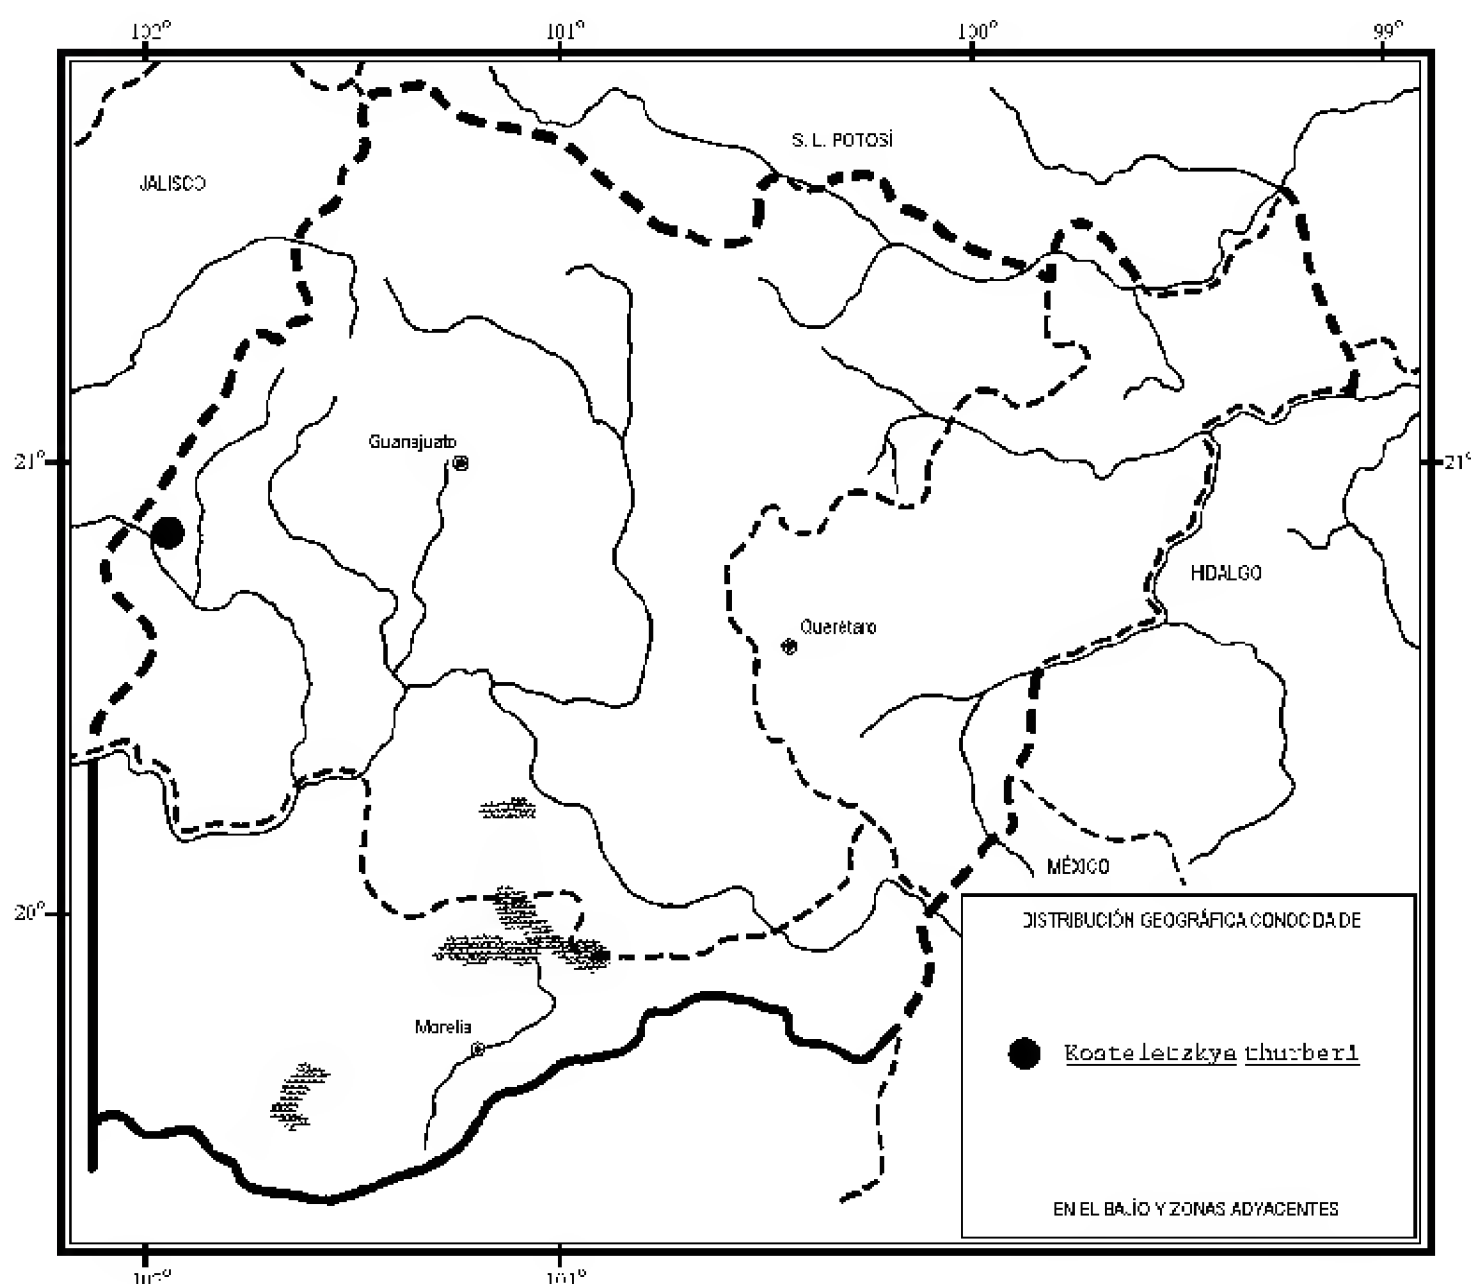 102° 101° 100° 99°
S. L. POTOSÍ
JALISCO
Guanajuato
21° 21°
HIDALGO
Querétaro
MÉXICO
20°
DISTRIBUCIÓN GEOGRÁFICA CONOCIDA DE
Morelia
Kosteletzkya thurberi
EN EL BAJÍO Y ZONAS ADYACENTES
102° 101°